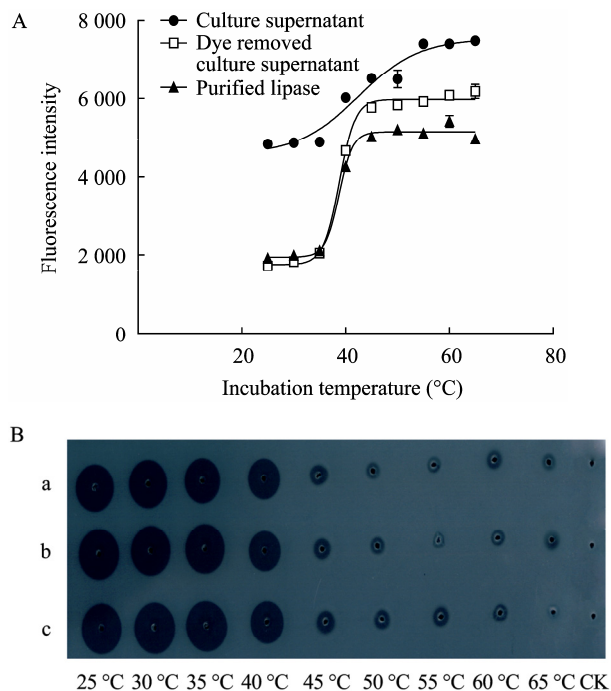 A
8 000
6 000
4 000
2 000
0
Fluorescence intensity
Culture supernatant
Dye removed
culture supernatant
Purified lipase
20
40
60
80
Incubation temperature (°C)
B
a
b
c
25 °C 30 °C 35 °C 40 °C 45 °C 50 °C 55 °C 60 °C 65 °C CK